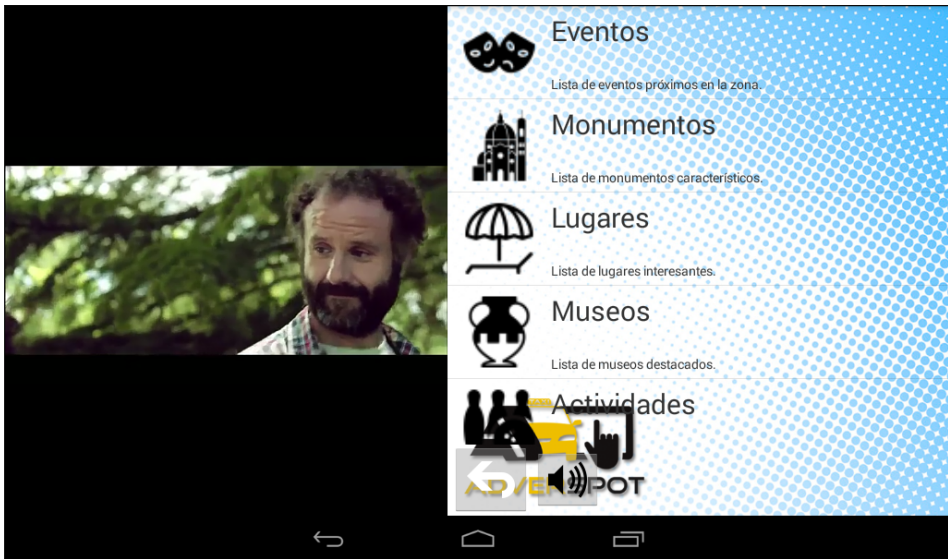 Eventos
Lista de eventos próximos en la zona.
Monumentos
Lista de monumentos característicos.
Lugares
Lista de lugares interesantes.
Museos
Lista de museos destacados.
Actividades